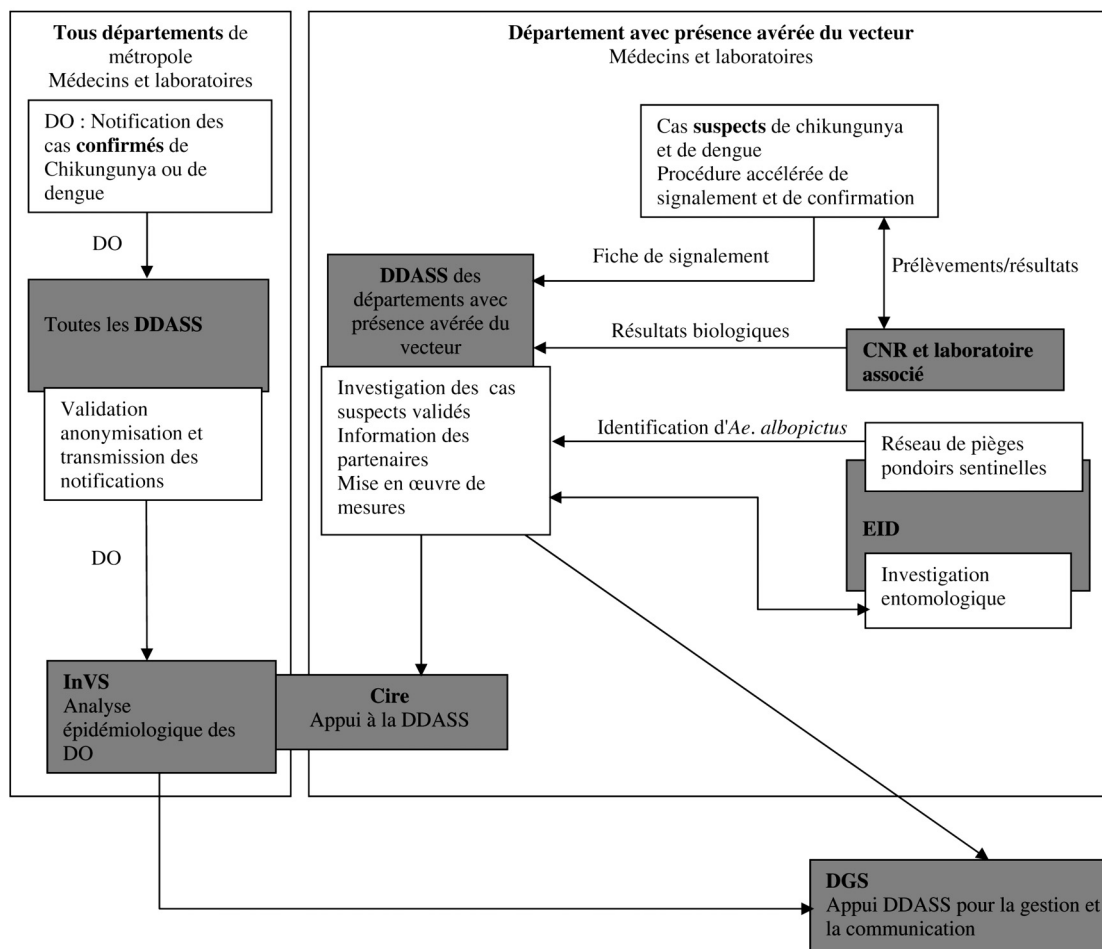 Tous départements de
métropole
Médecins et laboratoires
DO : Notification des
cas confirmés de
Chikungunya ou de
dengue
DO
Toutes les DDASS
Validation
anonymisation et
transmission des
notifications
DO
InVS
Analyse
épidémiologique des
DO
Département avec présence avérée du vecteur
Médecins et laboratoires
Cas suspects de chikungunya
et de dengue
Procédure accélérée de
signalement et de confirmation
Fiche de signalement
Prélèvements/résultats
DDASS des
départements avec
présence avérée du
vecteur
Résultats biologiques
CNR et laboratoire
associé
Investigation des cas
suspects validés
Information des
partenaires
Mise en œuvre de
mesures
Identification d'Ae. albopictus
Réseau de pièges
pondoirs sentinelles
EID
Investigation
entomologique
Cire
Appui à la DDASS
DGS
Appui DDASS pour la gestion et
la communication